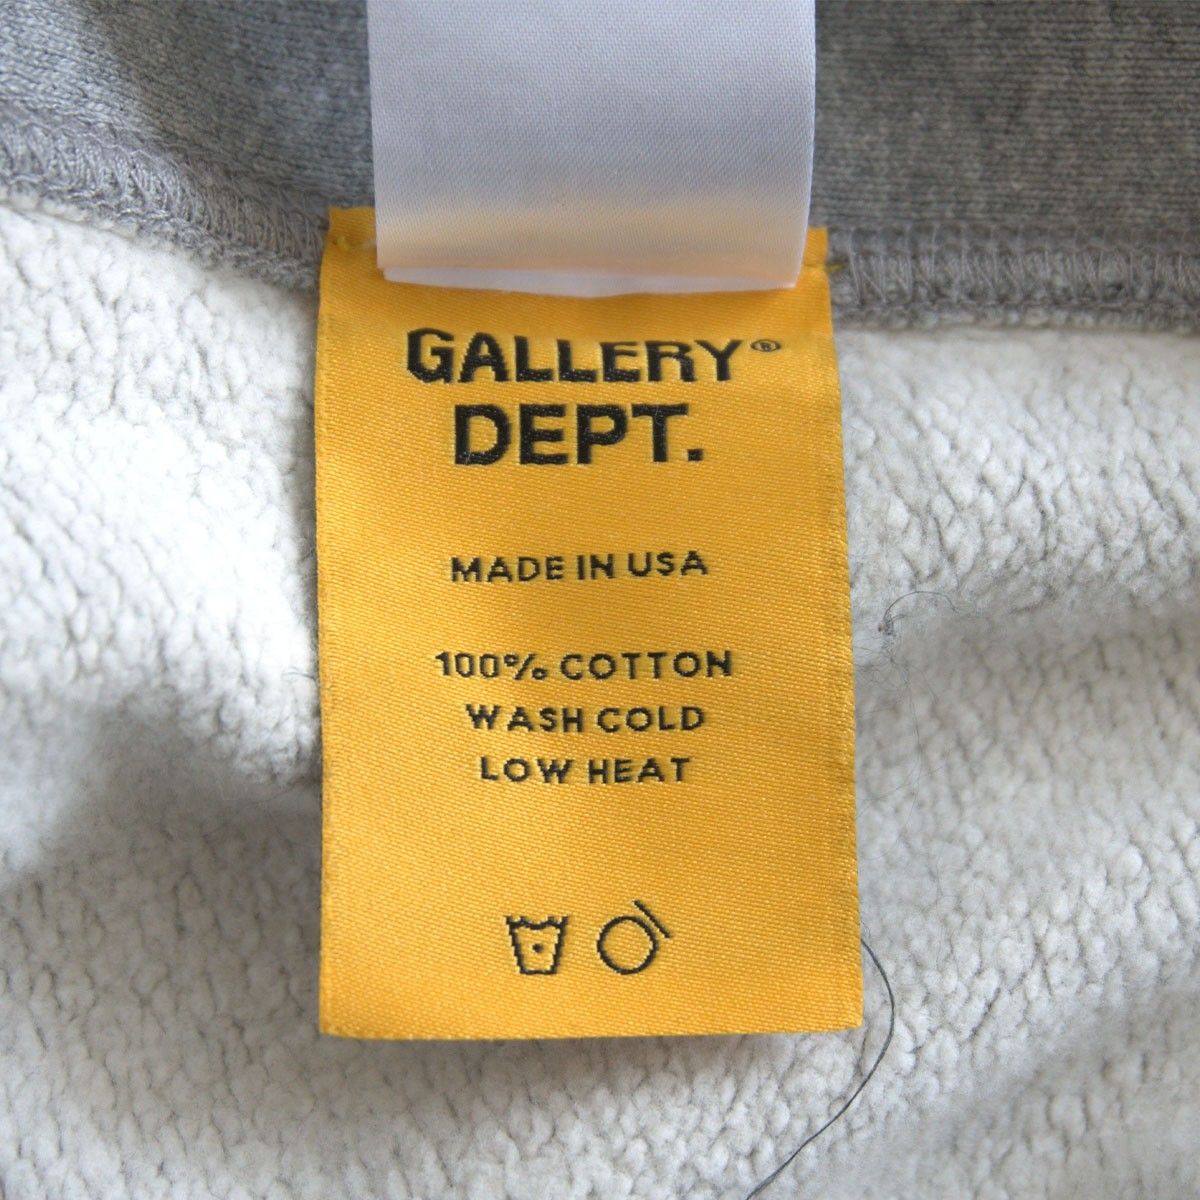 GALLERY®
DEPT.
MADE IN USA
100% COTTON
WASH COLD
LOW HEAT